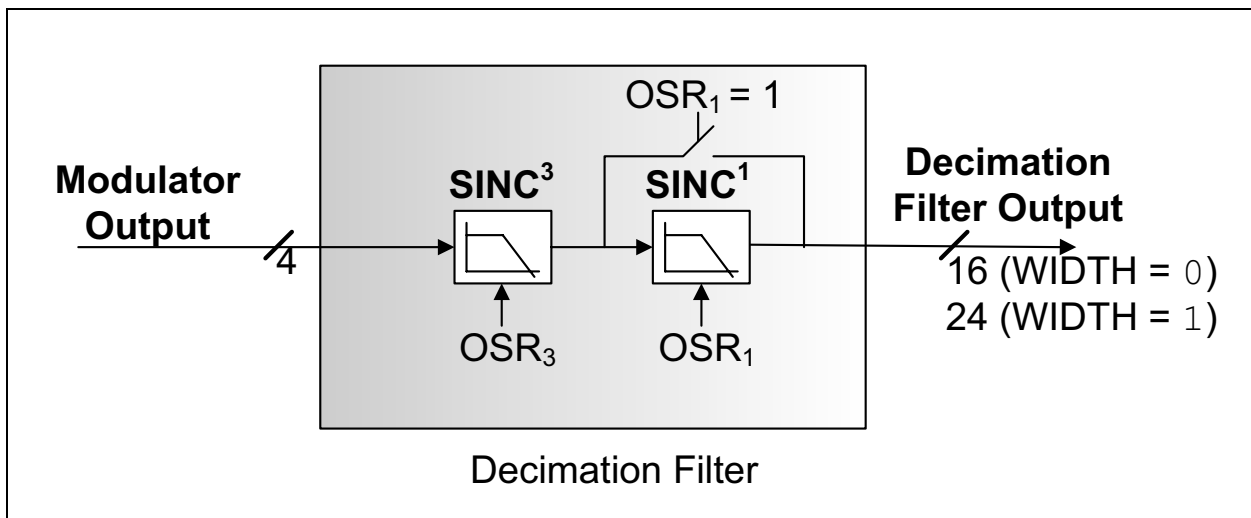 OSR₁ = 1
Modulator
Output
4
SINC³
SINC¹
OSR₃
OSR₁
Decimation
Filter Output
16 (WIDTH = 0)
24 (WIDTH = 1)
Decimation Filter